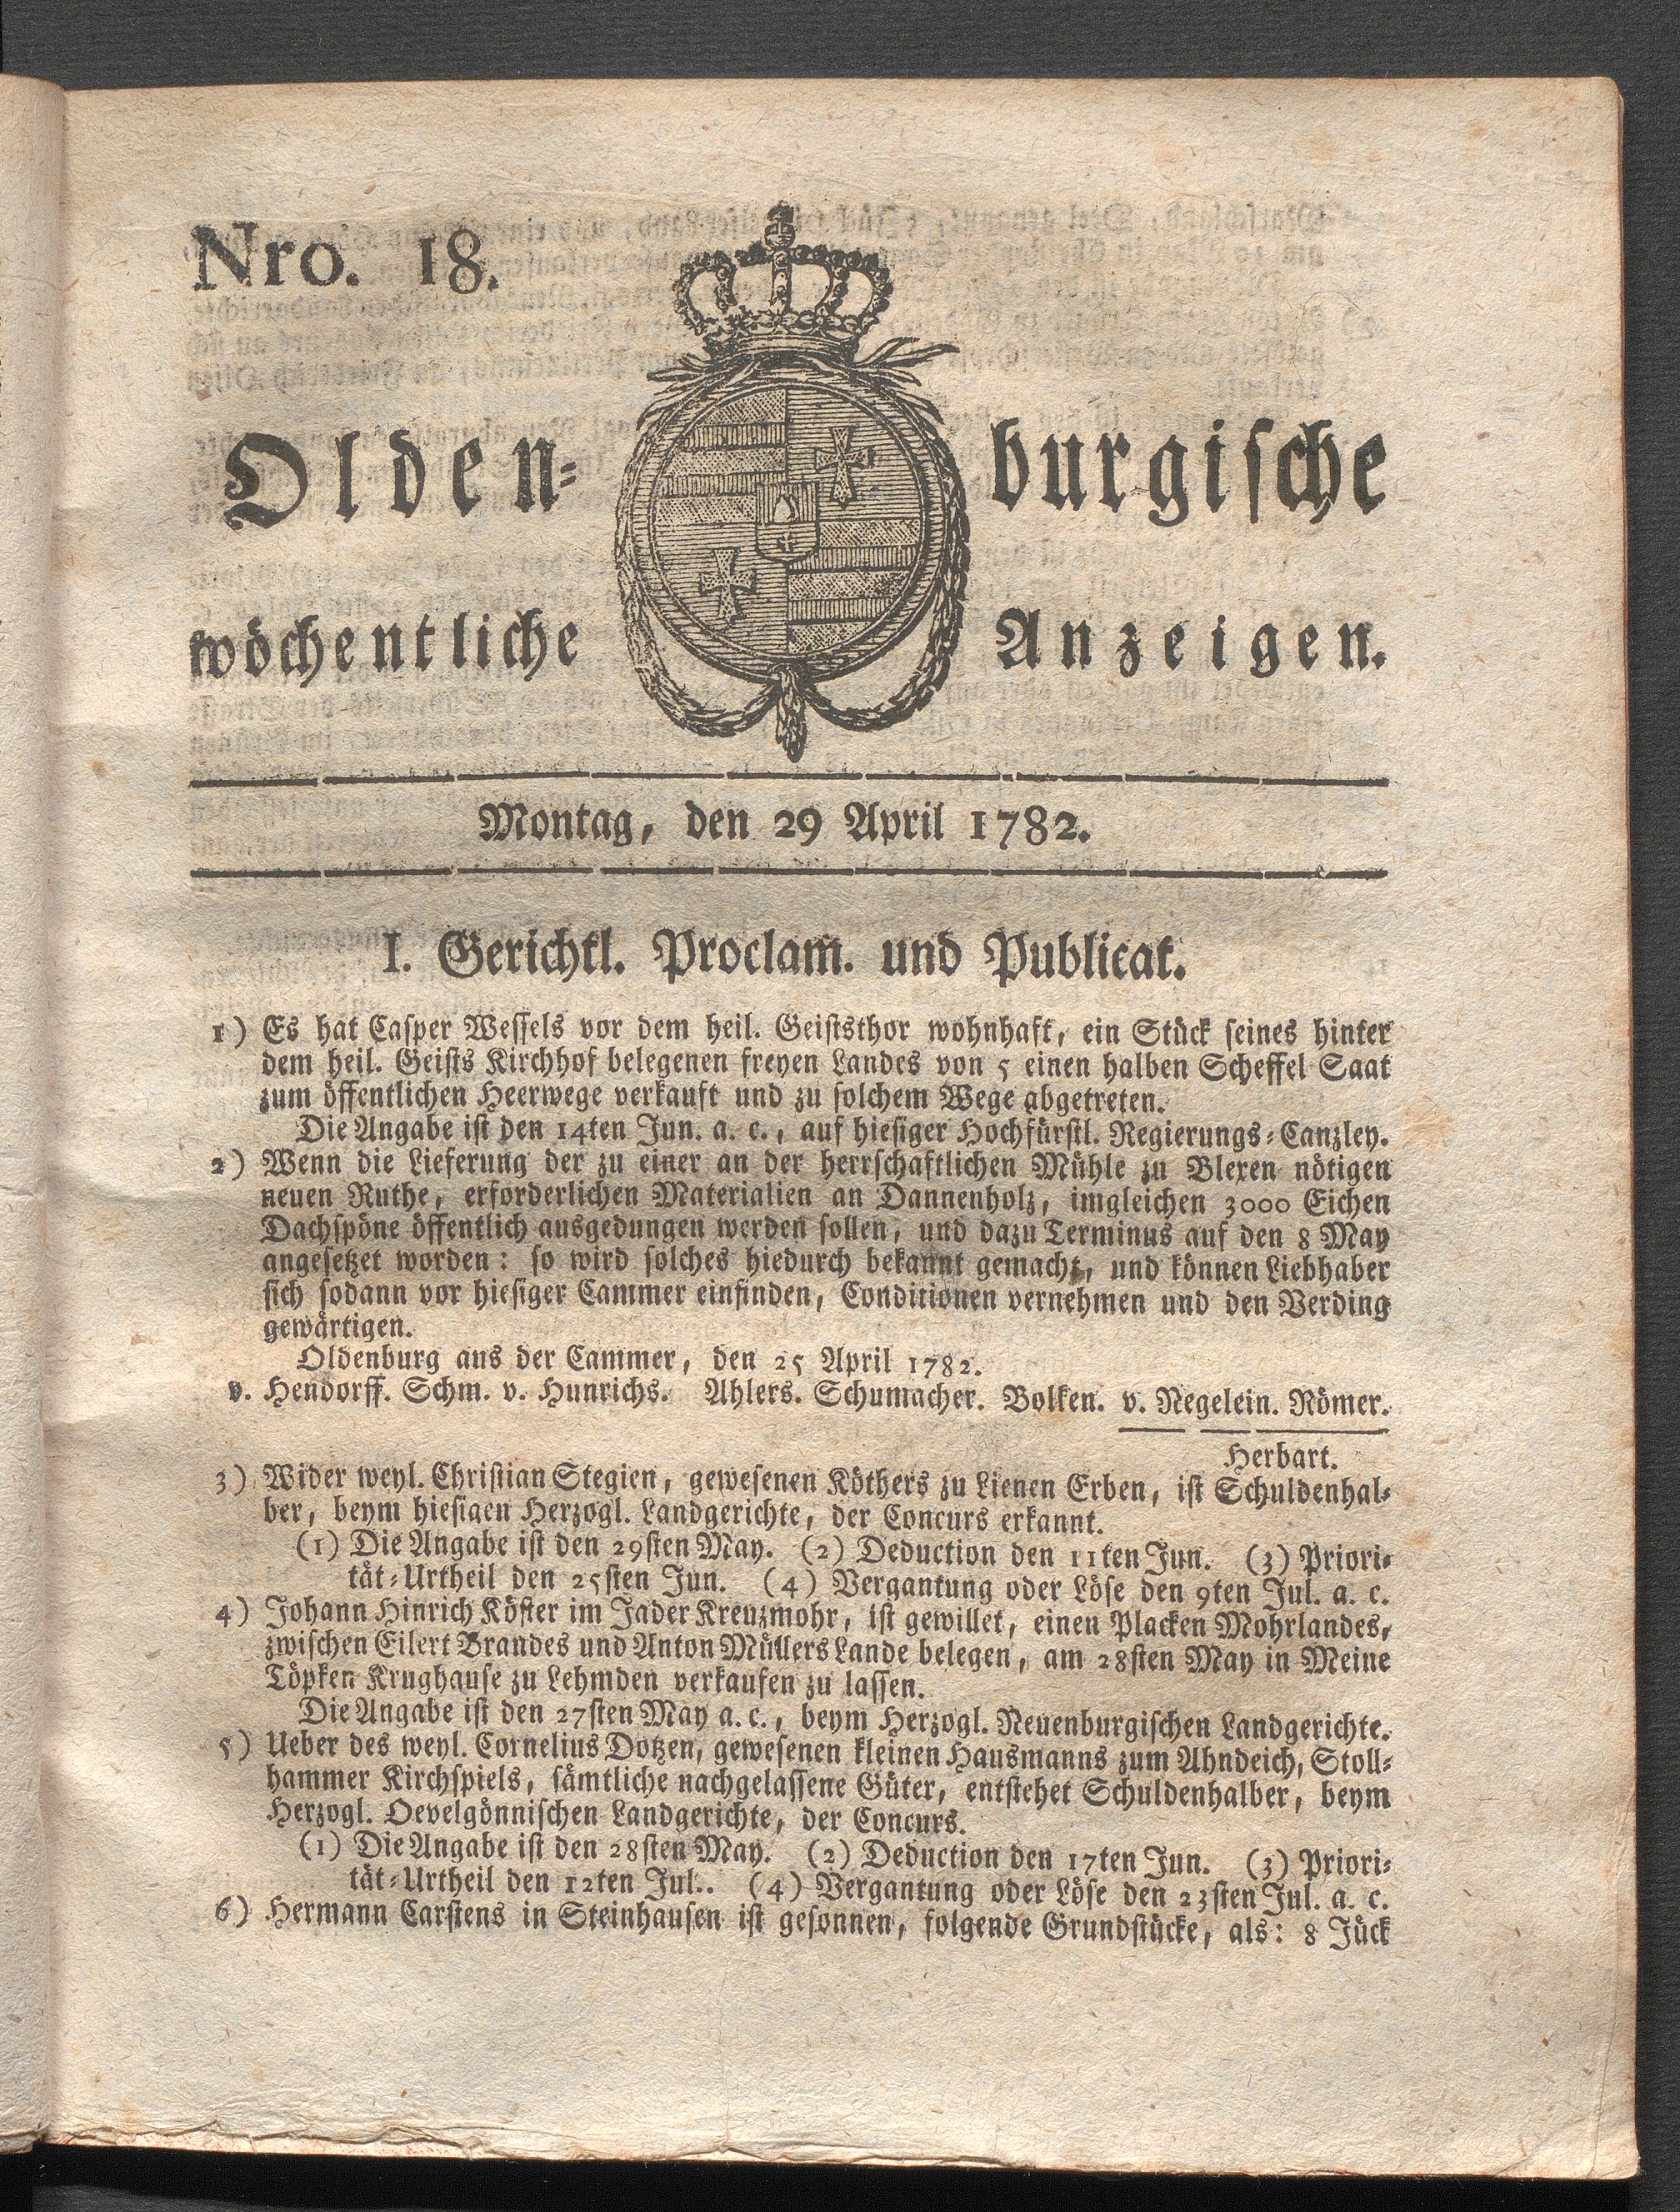 Nro. 18.
Olden-burgische
wöchentliche Anzeigen.
Montag, den 29 April 1782.
I. Gerichtl. Proclam. und Publicat.
1) Es hat Casper Wessels vor dem heil. Geiststhor wohnhaft, ein Stück seines hinter
dem heil. Geists Kirchhof belegenen freyen Landes von 5 einen halben Scheffel Saat
zum öffentlichen Heerwege verkauft und zu solchem Wege abgetreten.
Die Angabe ist den 14ten Jun. a. c., auf hiesiger Hochfürstl. Regierungs-Canzley.
2) Wenn die Lieferung der zu einer an der herrschaftlichen Mühle zu Blexen nötigen
neuen Ruthe, erforderlichen Materialien an Dannenholz, imgleichen 3000 Eichen
Dachspöne öffentlich ausgedungen werden sollen, und dazu Terminus auf den 8 May
angesetzet worden: so wird solches hiedurch bekannt gemacht, und können Liebhaber
sich sodann vor hiesiger Cammer einfinden, Conditionen vernehmen und den Verding
gewärtigen.
Oldenburg aus der Cammer, den 25 April 1782.
v. Hendorff. Schm. v. Hunrichs. Ahlers. Schumacher. Bolken. v. Negelein. Römer.
Herbart.
3) Wider weyl. Christian Stegien, gewesenen Köthers zu Lienen Erben, ist Schuldenhal-
ber, beym hiesigen Herzogl. Landgerichte, der Concurs erkannt.
(1) Die Angabe ist den 29sten May. (2) Deduction den 11ten Jun. (3) Priori-
tät-Urtheil den 25sten Jun. (4) Vergantung oder Löse den 9ten Jul. a. c.
4) Johann Hinrich Köster im Jader Kreuzmohr, ist gewillet, einen Placken Mohrlandes,
zwischen Eilert Brandes und Anton Müllers Lande belegen, am 28sten May in Meine
Töpken Krughause zu Lehmden verkaufen zu lassen.
Die Angabe ist den 27sten May a. c., beym Herzogl. Neuenburgischen Landgerichte.
5) Ueber des weyl. Cornelius Dotzen, gewesenen kleinen Hausmanns zum Ahndeich, Stoll-
hammer Kirchspiels, sämtliche nachgelassene Güter, entstehet Schuldenhalber, beym
Herzogl. Oevelgönnischen Landgerichte, der Concurs.
(1) Die Angabe ist den 28sten May. (2) Deduction den 17ten Jun. (3) Priori-
tät-Urtheil den 12ten Jul.. (4) Vergantung oder Löse den 23sten Jul. a. c.
6) Hermann Carstens in Steinhausen ist gesonnen, folgende Grundstücke, als: 8 Jück